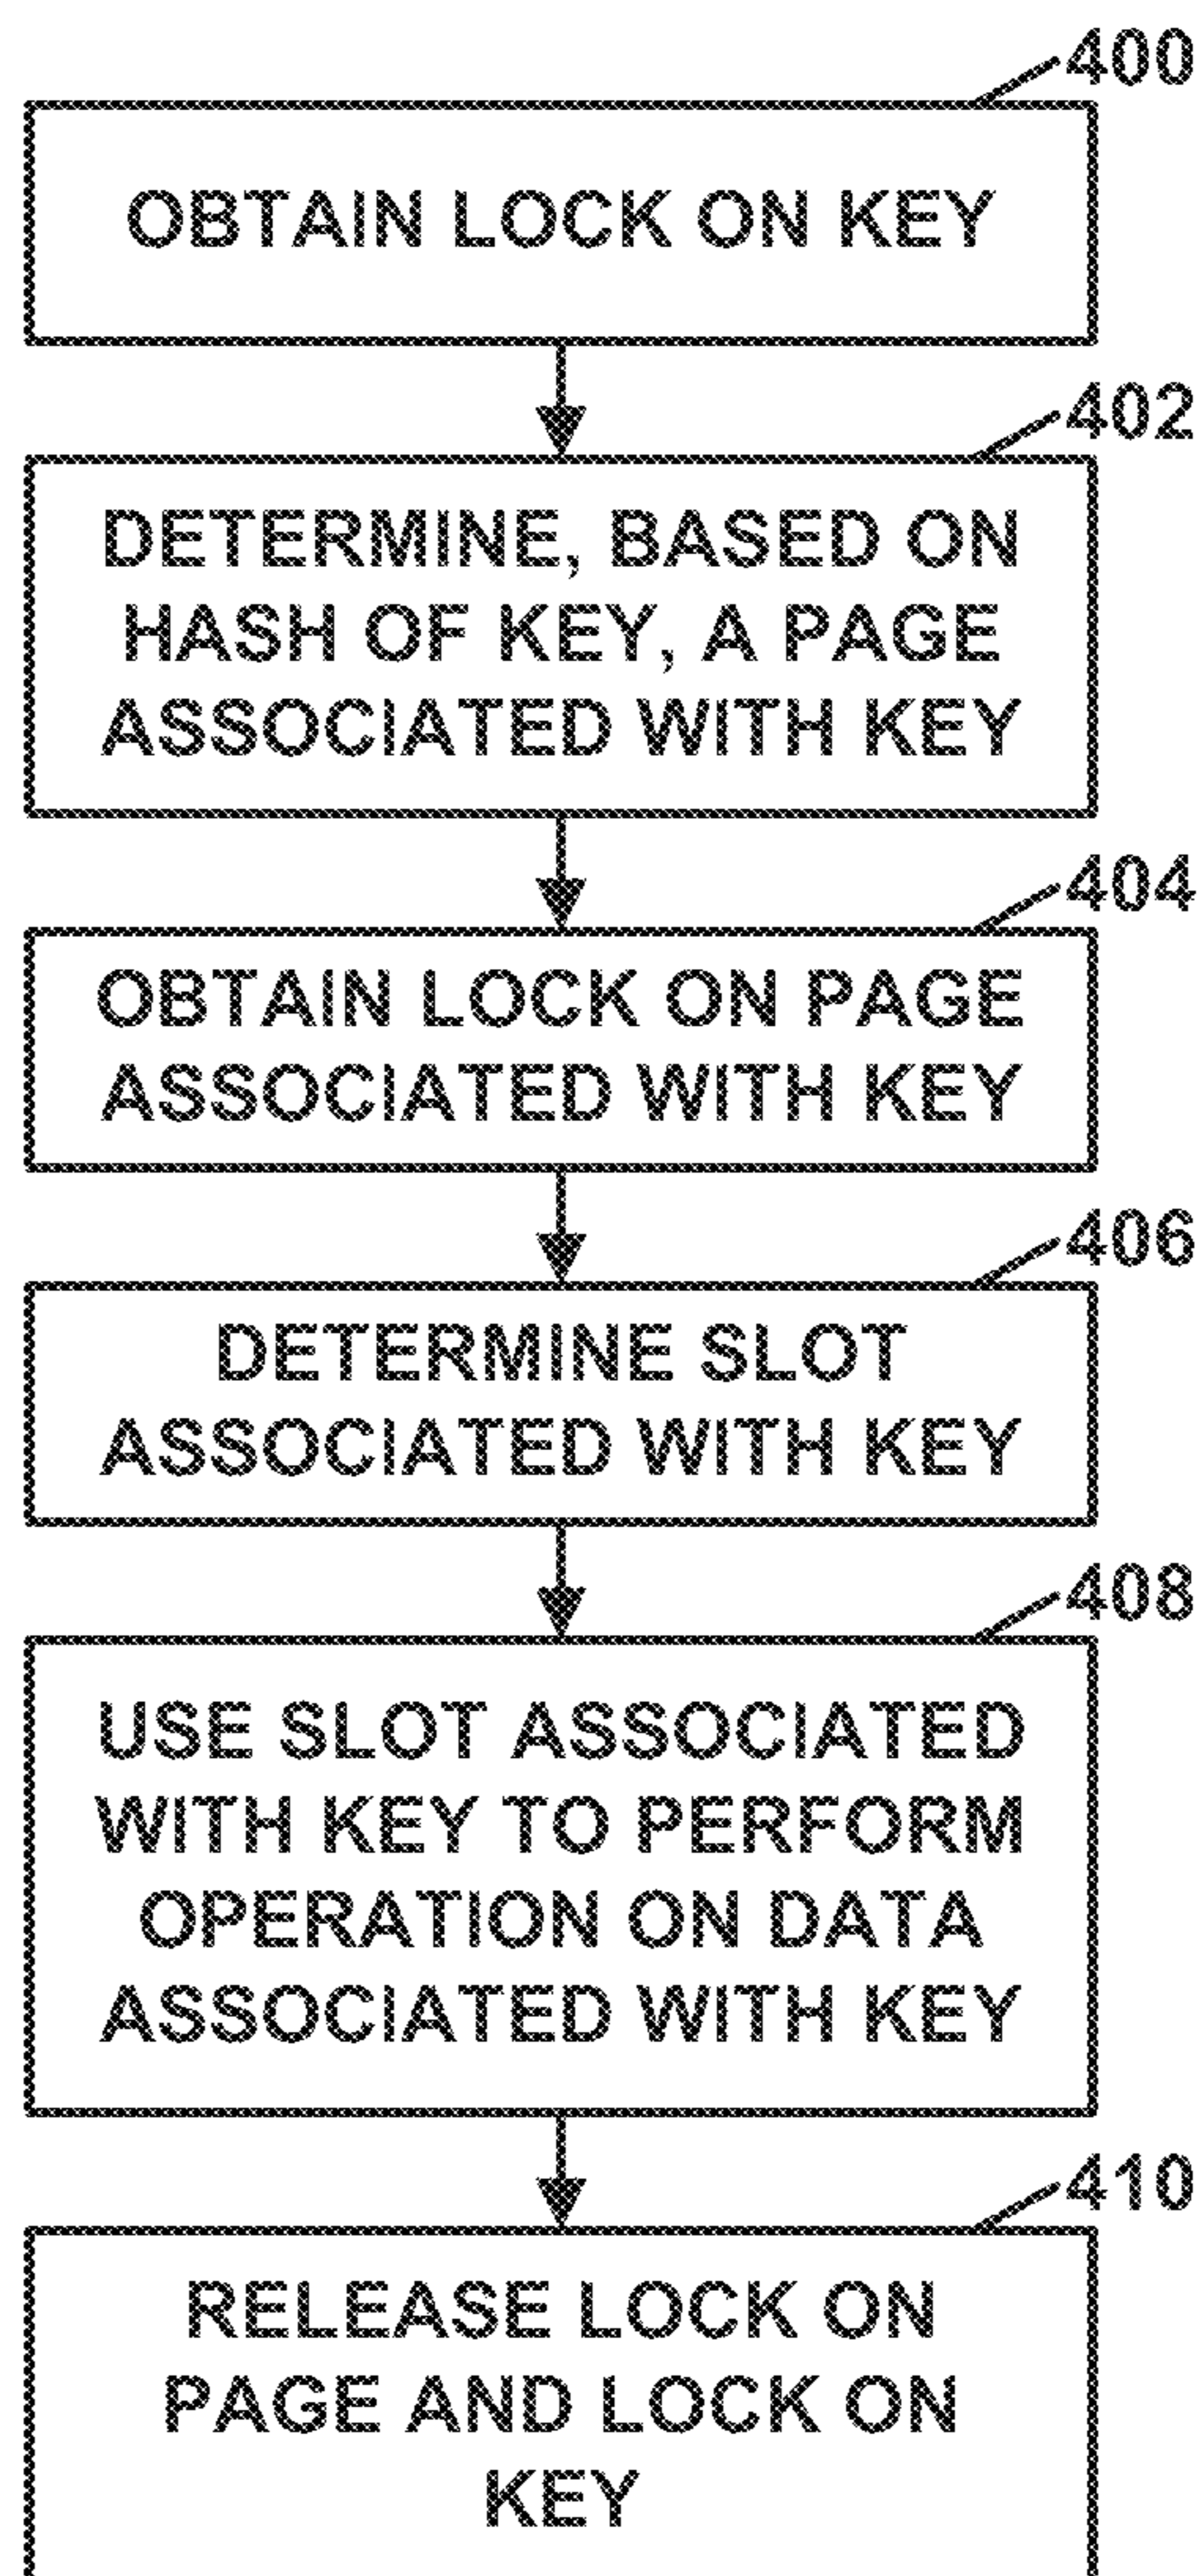 400
OBTAIN LOCK ON KEY
402
DETERMINE, BASED ON
HASH OF KEY, A PAGE
ASSOCIATED WITH KEY
404
OBTAIN LOCK ON PAGE
ASSOCIATED WITH KEY
406
DETERMINE SLOT
ASSOCIATED WITH KEY
408
USE SLOT ASSOCIATED
WITH KEY TO PERFORM
OPERATION ON DATA
ASSOCIATED WITH KEY
410
RELEASE LOCK ON
PAGE AND LOCK ON
KEY